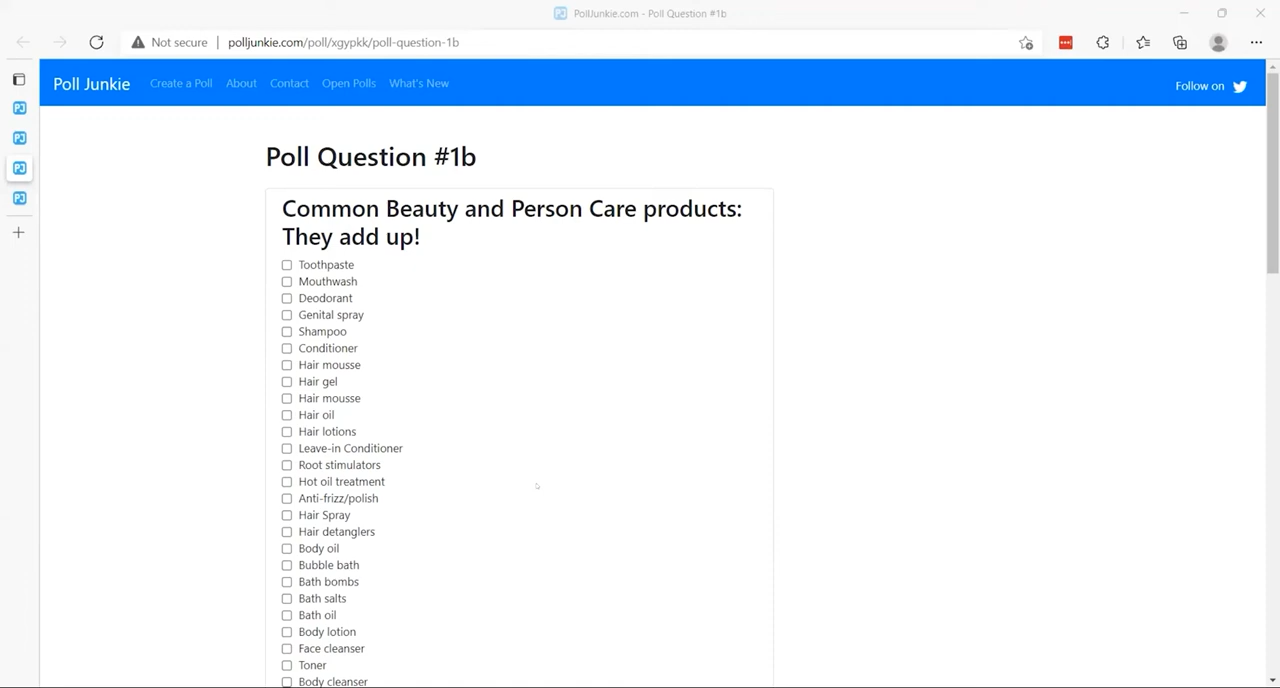 PollJunkie.com - Poll Question #1b
Not secure polljunkie.com/poll/xgypkk/poll-question-1b
Poll Junkie Create a Poll About Contact Open Polls What's New Follow on
Poll Question #1b
Common Beauty and Person Care products:
They add up!
Toothpaste
Mouthwash
Deodorant
Genital spray
Shampoo
Conditioner
Hair mousse
Hair gel
Hair mousse
Hair oil
Hair lotions
Leave-in Conditioner
Root stimulators
Hot oil treatment
Anti-frizz/polish
Hair Spray
Hair detanglers
Body oil
Bubble bath
Bath bombs
Bath salts
Bath oil
Body lotion
Face cleanser
Toner
Body cleanser